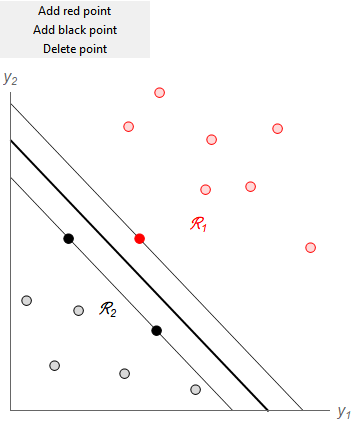 Add red point
Add black point
Delete point
y₂
ℛ₁
ℛ₂
y₁